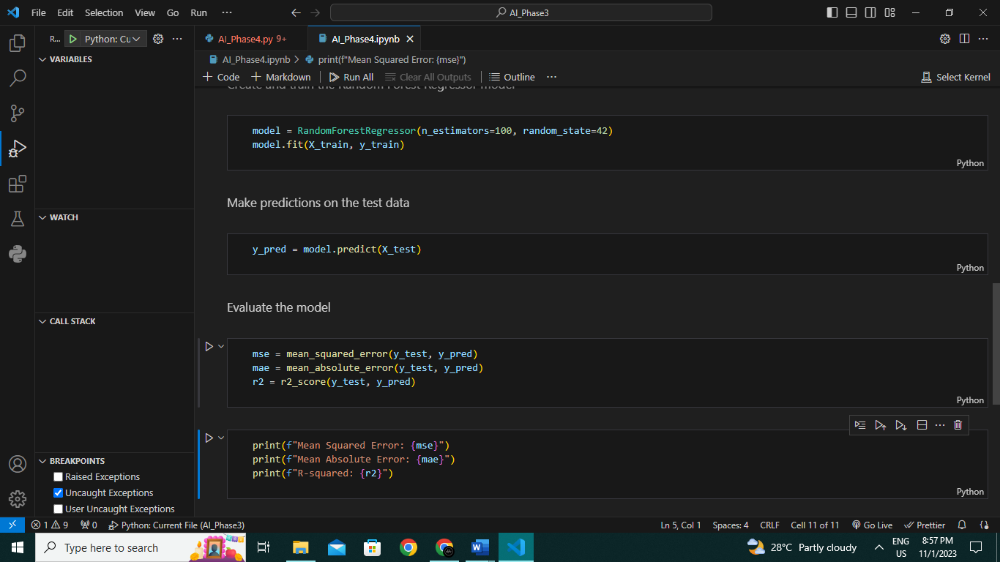 File Edit Selection View Go Run ···
AI_Phase3
R... Python: Cu
AI_Phase4.py 9+
AI_Phase4.ipynb
VARIABLES
AI_Phase4.ipynb > print(f"Mean Squared Error: {mse}")
+ Code + Markdown Run All Clear All Outputs Outline ··· Select Kernel
Create and train the Random Forest Regressor model
model = RandomForestRegressor(n_estimators=100, random_state=42)
model.fit(X_train, y_train)
Python
Make predictions on the test data
WATCH
y_pred = model.predict(X_test)
Python
Evaluate the model
CALL STACK
mse = mean_squared_error(y_test, y_pred)
mae = mean_absolute_error(y_test, y_pred)
r2 = r2_score(y_test, y_pred)
Python
print(f"Mean Squared Error: {mse}")
print(f"Mean Absolute Error: {mae}")
print(f"R-squared: {r2}")
Python
BREAKPOINTS
Raised Exceptions
Uncaught Exceptions
User Uncaught Exceptions
1 9 0 Python: Current File (AI_Phase3)
Ln 5, Col 1 Spaces: 4 CRLF Cell 11 of 11 Go Live Prettier
Type here to search
28°C Partly cloudy
ENG
US
8:57 PM
11/1/2023